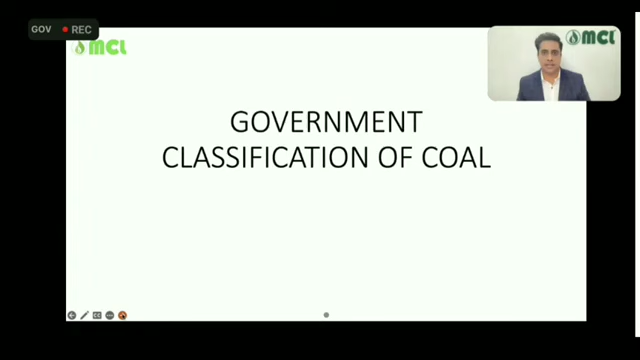 GOV REC
MCL
MCL
GOVERNMENT
CLASSIFICATION OF COAL